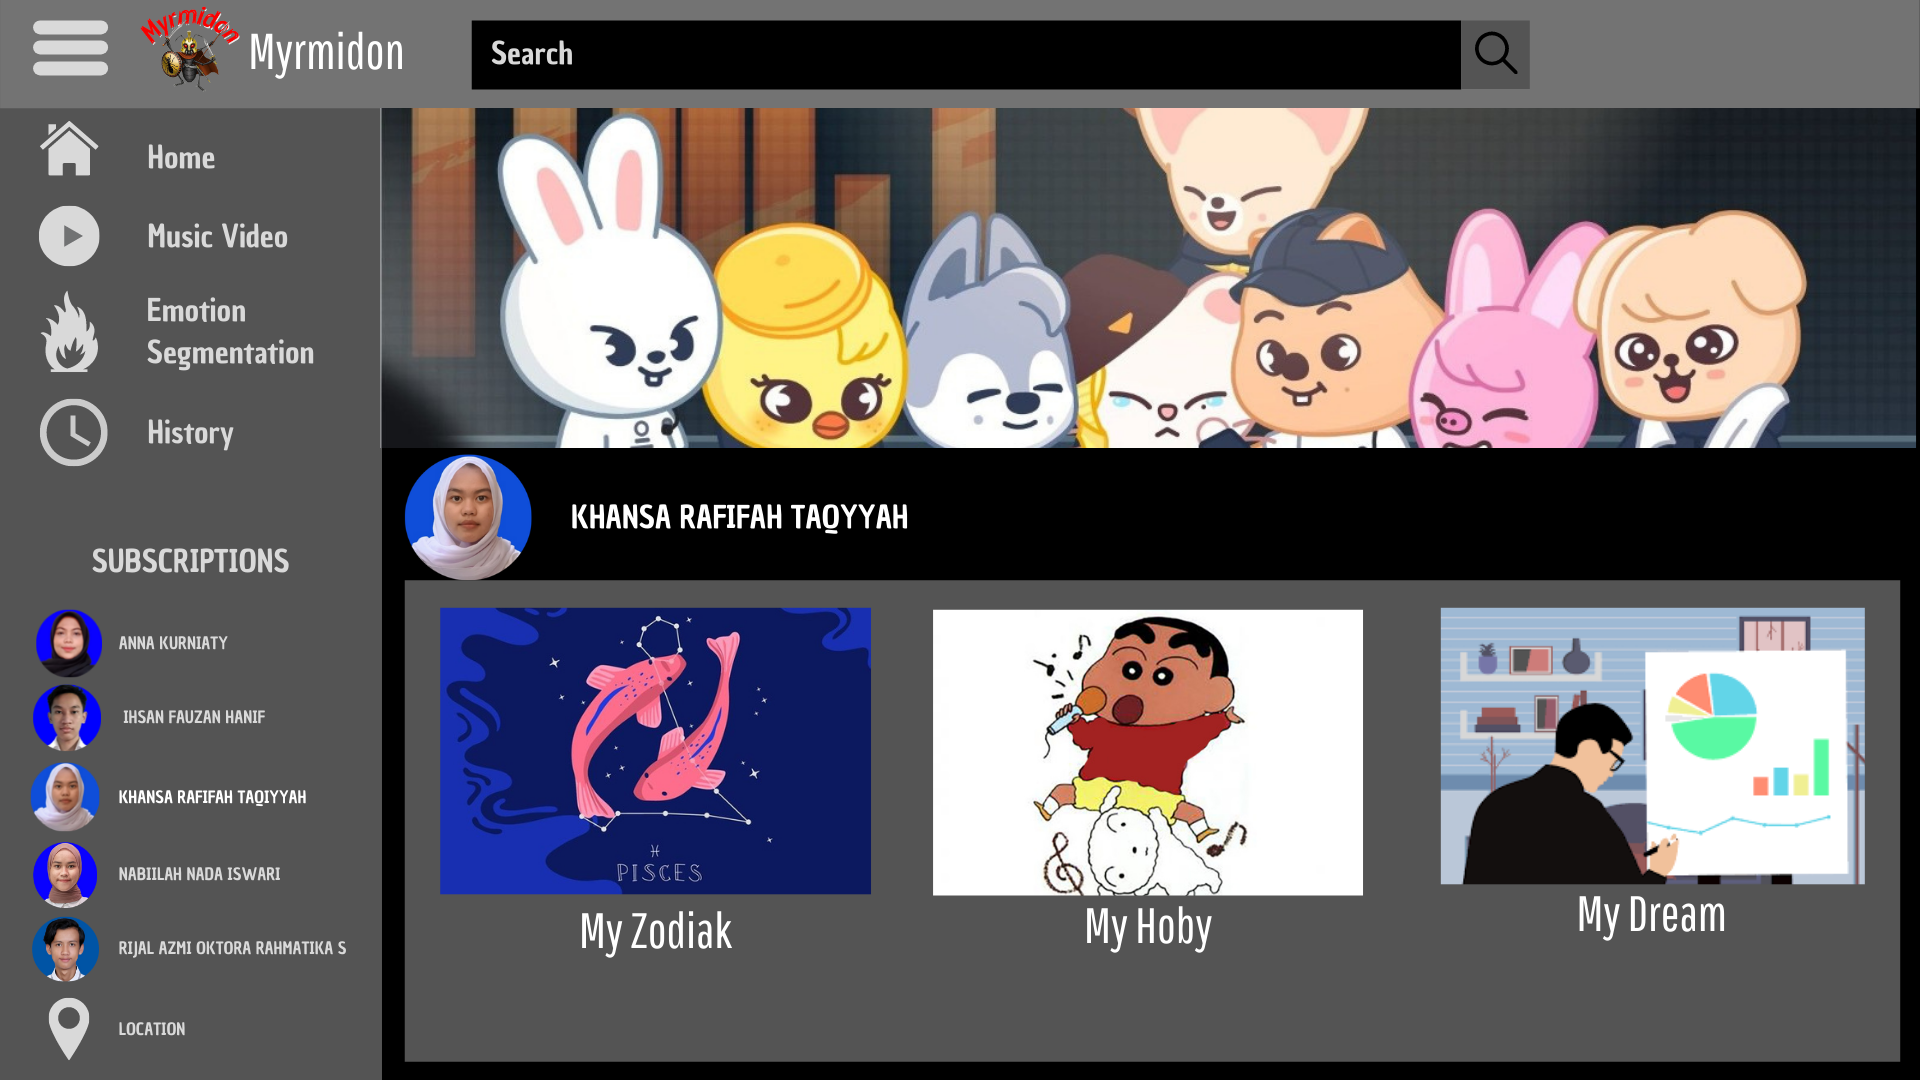 Myrmidon
Myrmidon
Search
Home
Music Video
Emotion
Segmentation
History
KHANSA RAFIFAH TAQYYAH
SUBSCRIPTIONS
ANNA KURNIATY
IHSAN FAUZAN HANIF
KHANSA RAFIFAH TAQIYYAH
NABIILAH NADA ISWARI
RIJAL AZMI OKTORA RAHMATIKA S
LOCATION
PISCES
My Zodiak
My Hoby
My Dream